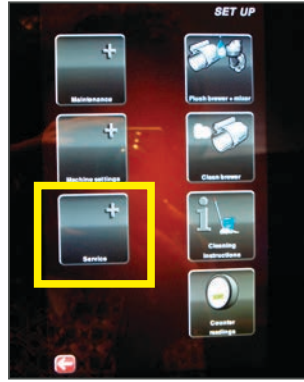 SET UP
Maintenance
Flush brewer + mixer
Machine settings
Clean brewer
Service
Cleaning
instructions
Counter
readings